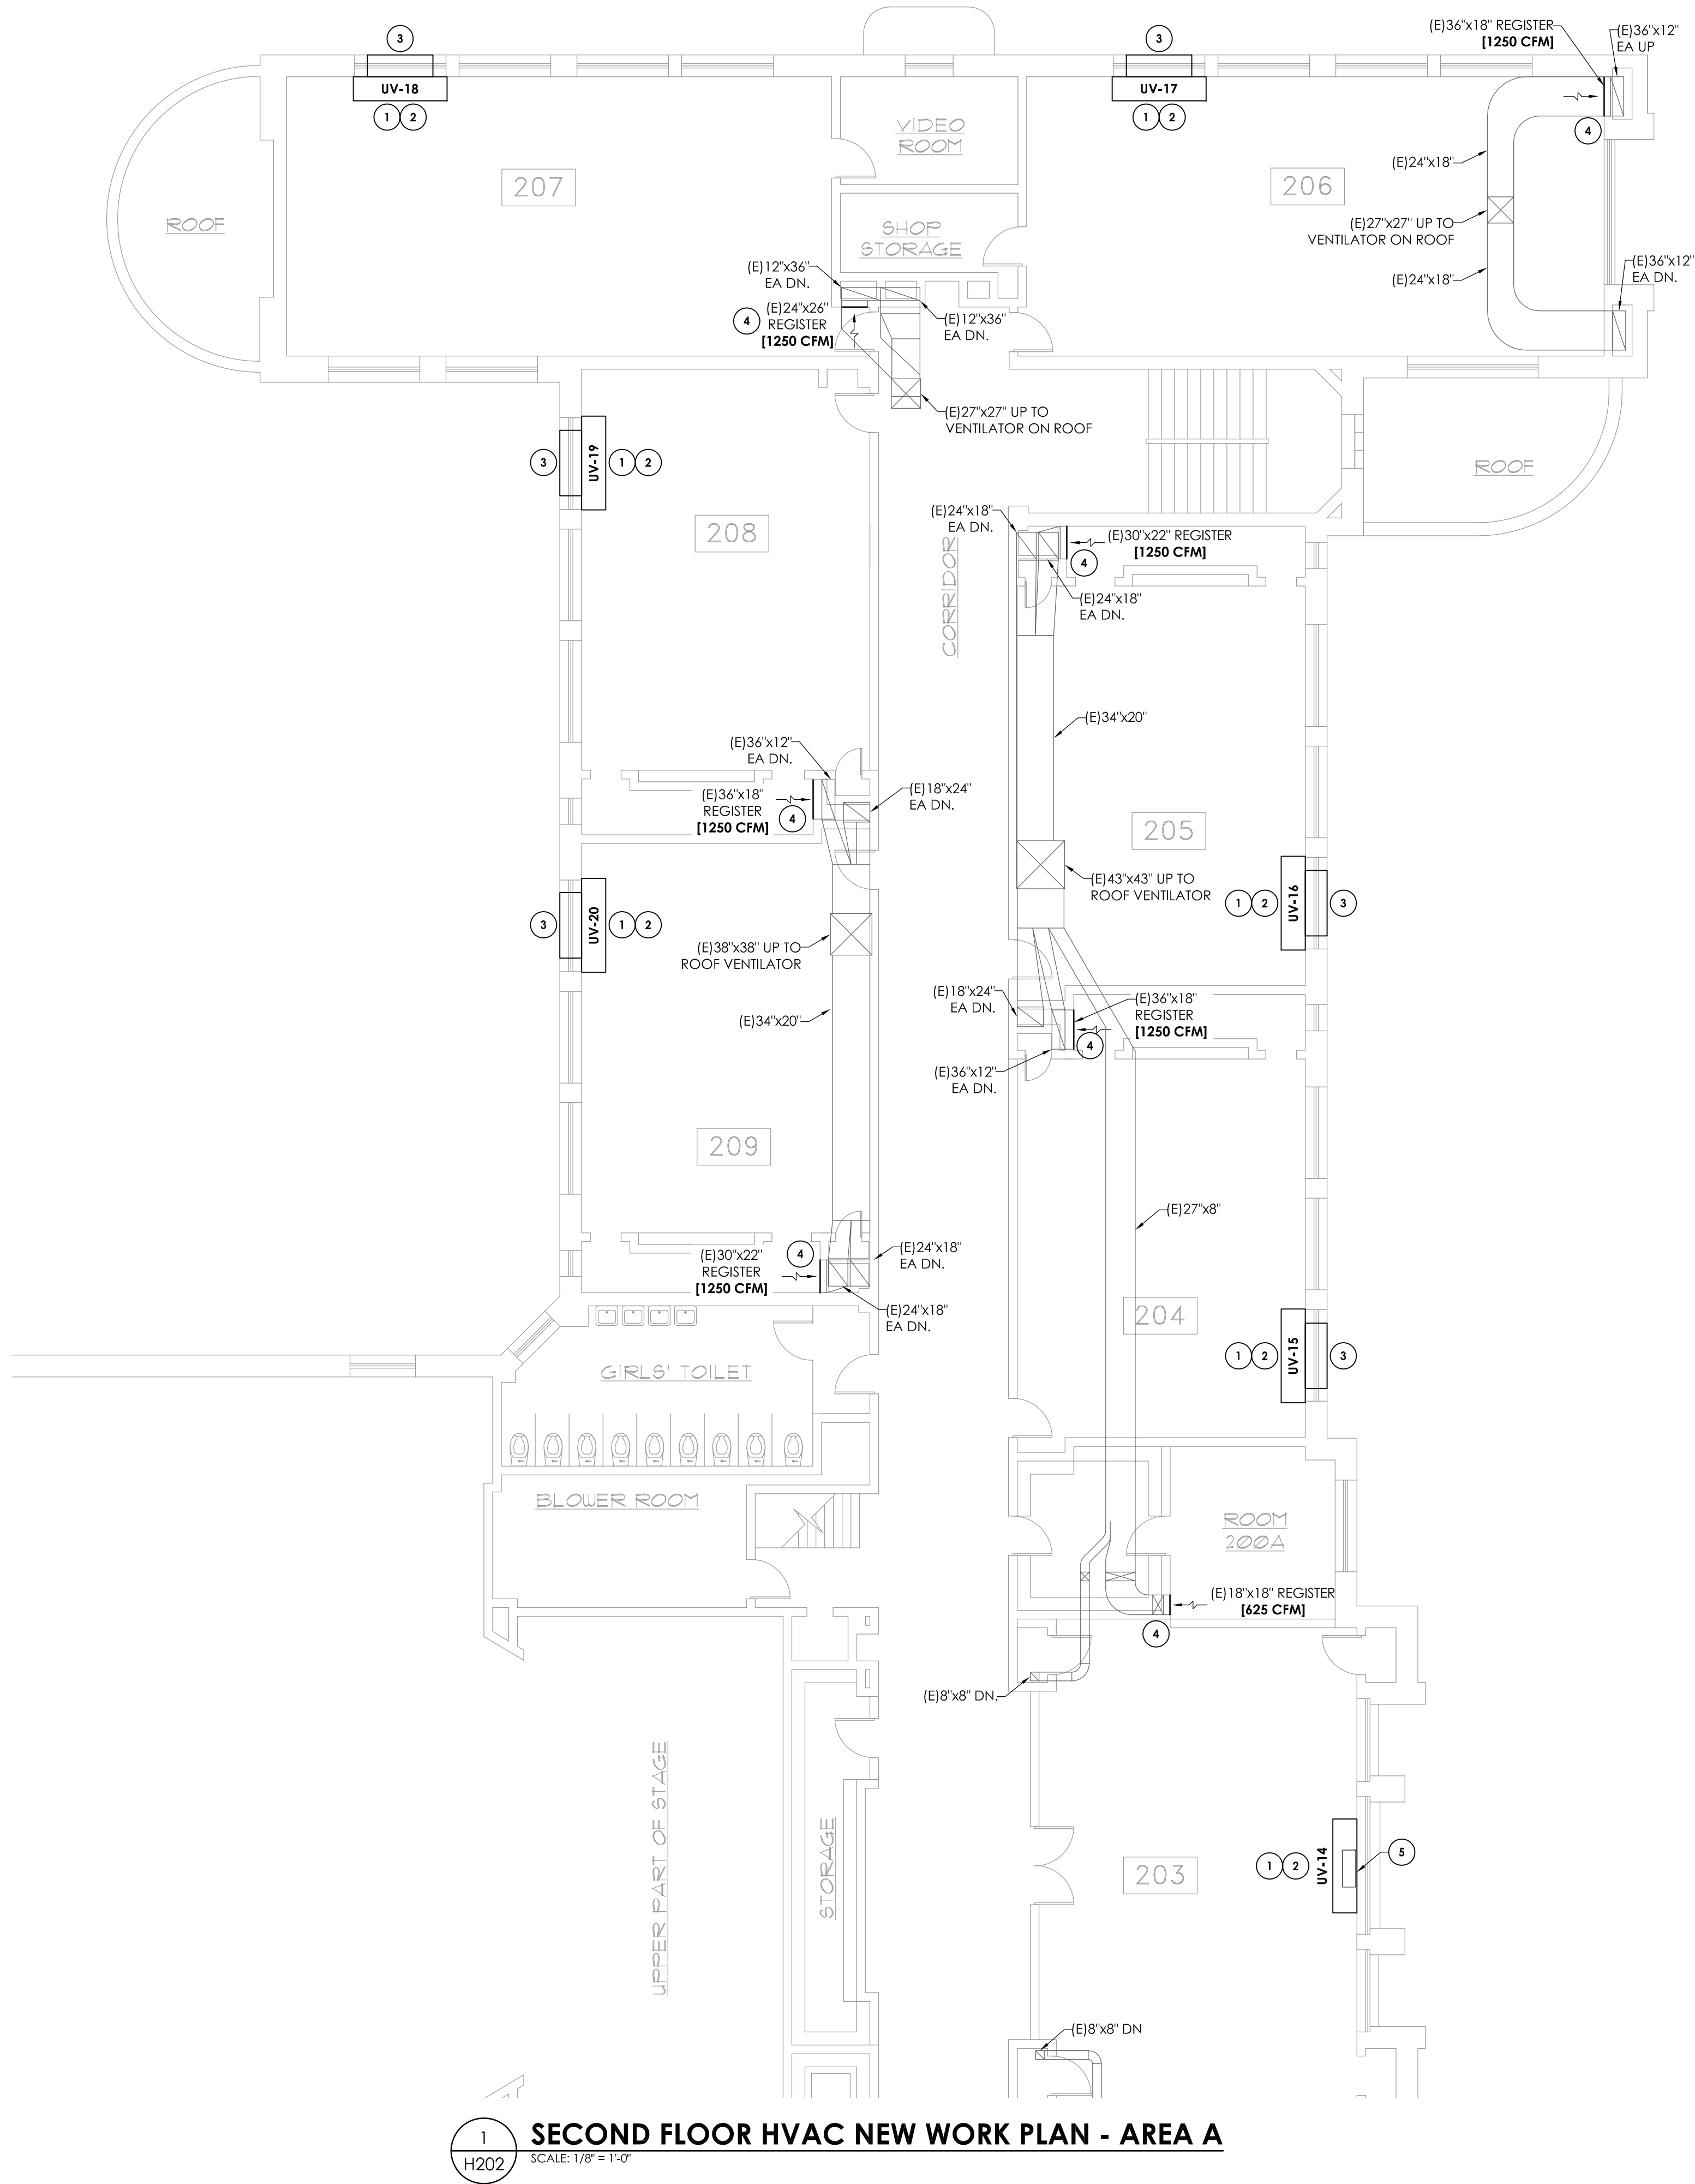 (E)36"x18" REGISTER
[1250 CFM]
(E)36"x12"
EA UP
3
UV-18
1 2
3
UV-17
1 2
4
VIDEO
ROOM
207
206
(E)24"x18"
ROOF
SHOP
STORAGE
(E)27"x27" UP TO
VENTILATOR ON ROOF
(E)24"x18"
(E)36"x12"
EA DN.
(E)12"x36"
EA DN.
4
(E)24"x26"
REGISTER
[1250 CFM]
(E)12"x36"
EA DN.
(E)27"x27" UP TO
VENTILATOR ON ROOF
3
UV-19
1 2
ROOF
208
CORRIDOR
(E)24"x18"
EA DN.
(E)30"x22" REGISTER
[1250 CFM]
4
(E)24"x18"
EA DN.
(E)34"x20"
(E)36"x12"
EA DN.
(E)36"x18"
REGISTER
[1250 CFM]
4
(E)18"x24"
EA DN.
205
(E)43"x43" UP TO
ROOF VENTILATOR
1 2
UV-16
3
3
UV-20
1 2
(E)38"x38" UP TO
ROOF VENTILATOR
(E)34"x20"
(E)18"x24"
EA DN.
(E)36"x18"
REGISTER
[1250 CFM]
4
(E)36"x12"
EA DN.
209
(E)27"x8"
(E)30"x22"
REGISTER
[1250 CFM]
4
(E)24"x18"
EA DN.
(E)24"x18"
EA DN.
204
1 2
UV-15
3
GIRLS' TOILET
BLOWER ROOM
ROOM
200A
(E)18"x18" REGISTER
[625 CFM]
4
(E)8"x8" DN.
UPPER PART OF STAGE
STORAGE
203
1 2
UV-14
5
(E)8"x8" DN
1
H202
SECOND FLOOR HVAC NEW WORK PLAN - AREA A
SCALE: 1/8" = 1'-0"